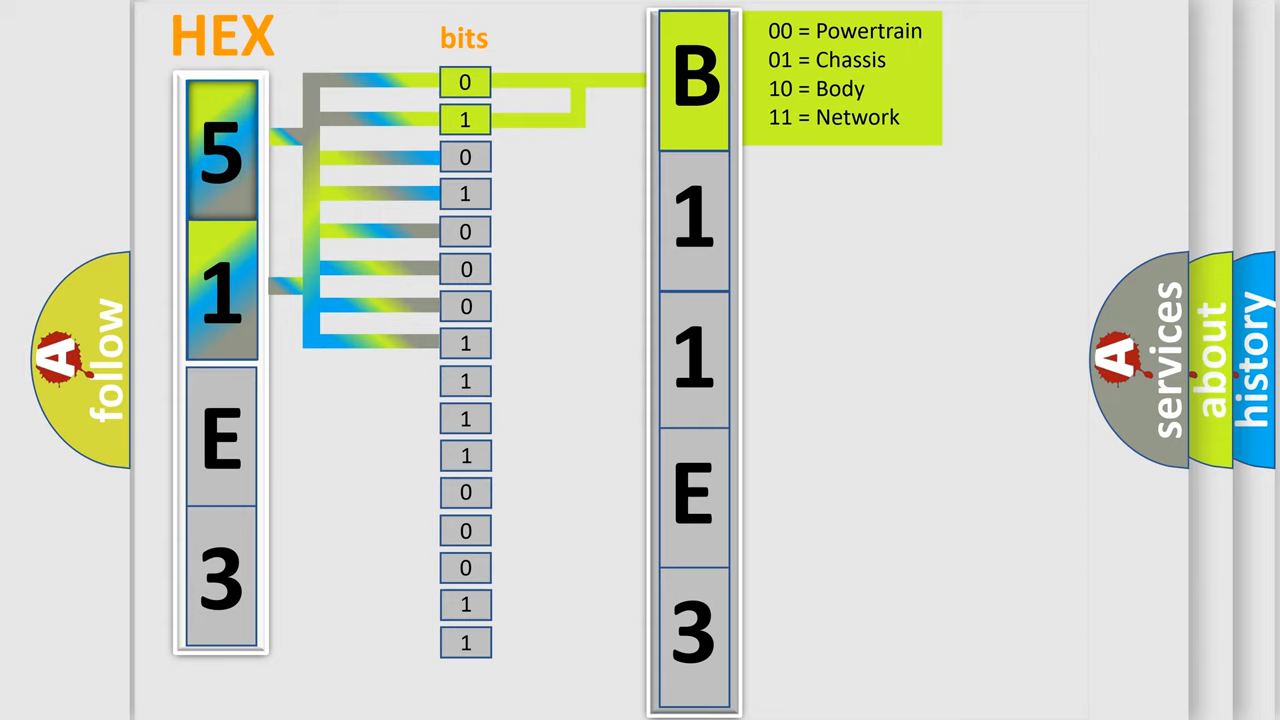 HEX
5
1
E
3
bits
0
1
0
1
0
0
0
1
1
1
1
0
0
0
1
1
B
1
1
E
3
00 = Powertrain
01 = Chassis
10 = Body
11 = Network
A follow
A services
about
history